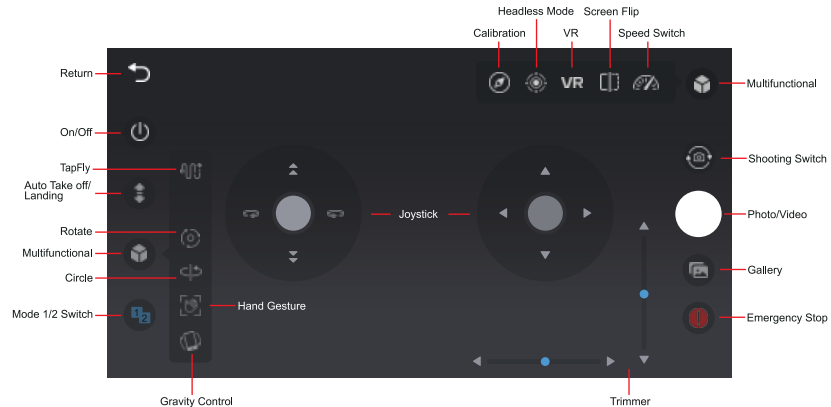 Headless Mode
Screen Flip
Calibration
VR
Speed Switch
Return
VR
Multifunctional
On/Off
TapFly
Shooting Switch
Auto Take off/
Landing
Joystick
Photo/Video
Rotate
Multifunctional
Circle
Gallery
Hand Gesture
Mode 1/2 Switch
1
2
Emergency Stop
Gravity Control
Trimmer